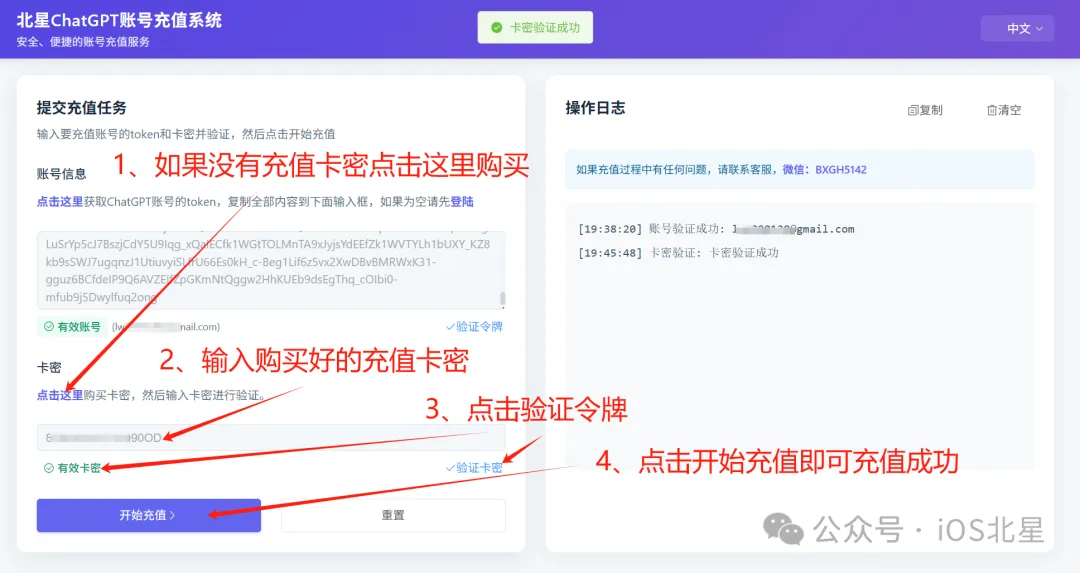 北星ChatGPT账号充值系统
安全、便捷的账号充值服务
卡密验证成功
中文
提交充值任务
输入要充值账号的token和卡密并验证，然后点击开始充值
1、如果没有充值卡密点击这里购买
账号信息
点击这里获取ChatGPT账号的token，复制全部内容到下面输入框，如果为空请先登陆
kb9sSWJ7ugqnzJ1UtiuvyiSLfrU66Es0kH_c-Beg1Lif6z5vx2XwDBvBMRWxK31-
mfub9j5Dwylfuq2ong
有效账号 (lw nail.com)
验证令牌
2、输入购买好的充值卡密
卡密
点击这里购买卡密，然后输入卡密进行验证。
3、点击验证令牌
8 90OD
有效卡密
验证卡密
4、点击开始充值即可充值成功
开始充值
重置
操作日志
复制
清空
如果充值过程中有任何问题，请联系客服，微信：BXGH5142
[19:38:20] 账号验证成功: l gmail.com
[19:45:48] 卡密验证: 卡密验证成功
公众号 · iOS北星